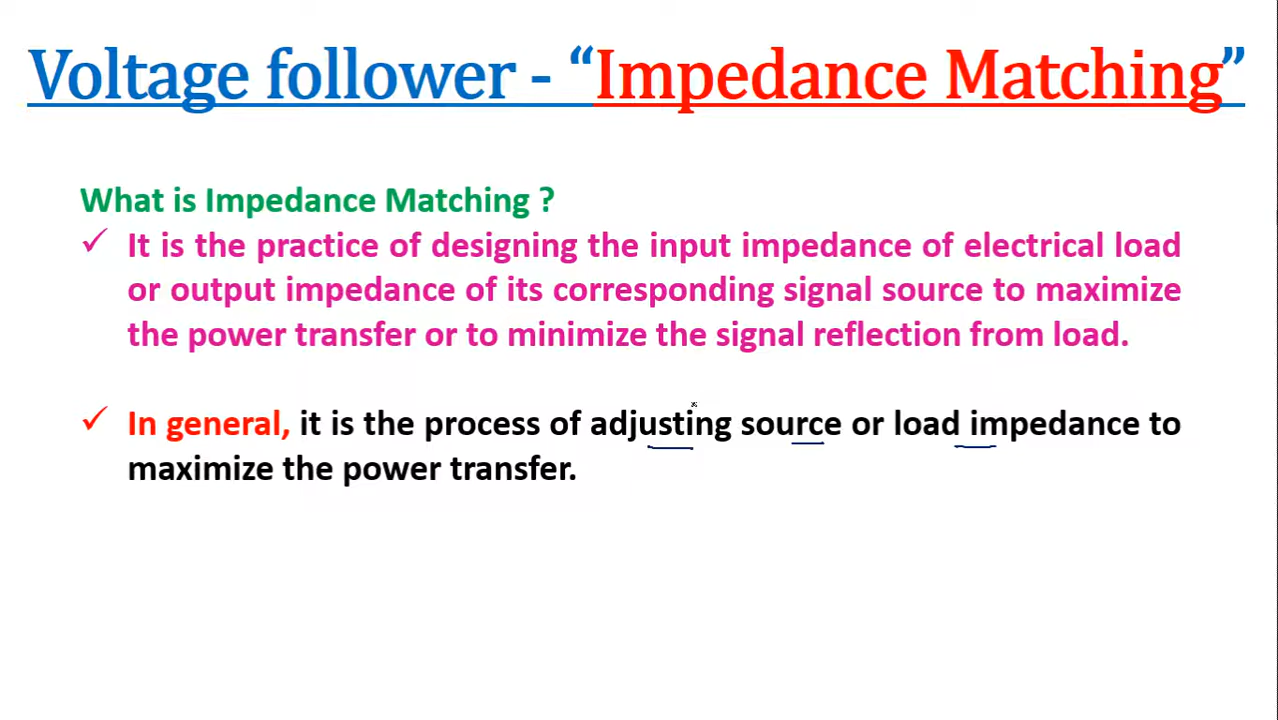 Voltage follower - “Impedance Matching”
What is Impedance Matching ?
✓ It is the practice of designing the input impedance of electrical load
or output impedance of its corresponding signal source to maximize
the power transfer or to minimize the signal reflection from load.
✓ In general, it is the process of adjusting source or load impedance to
maximize the power transfer.